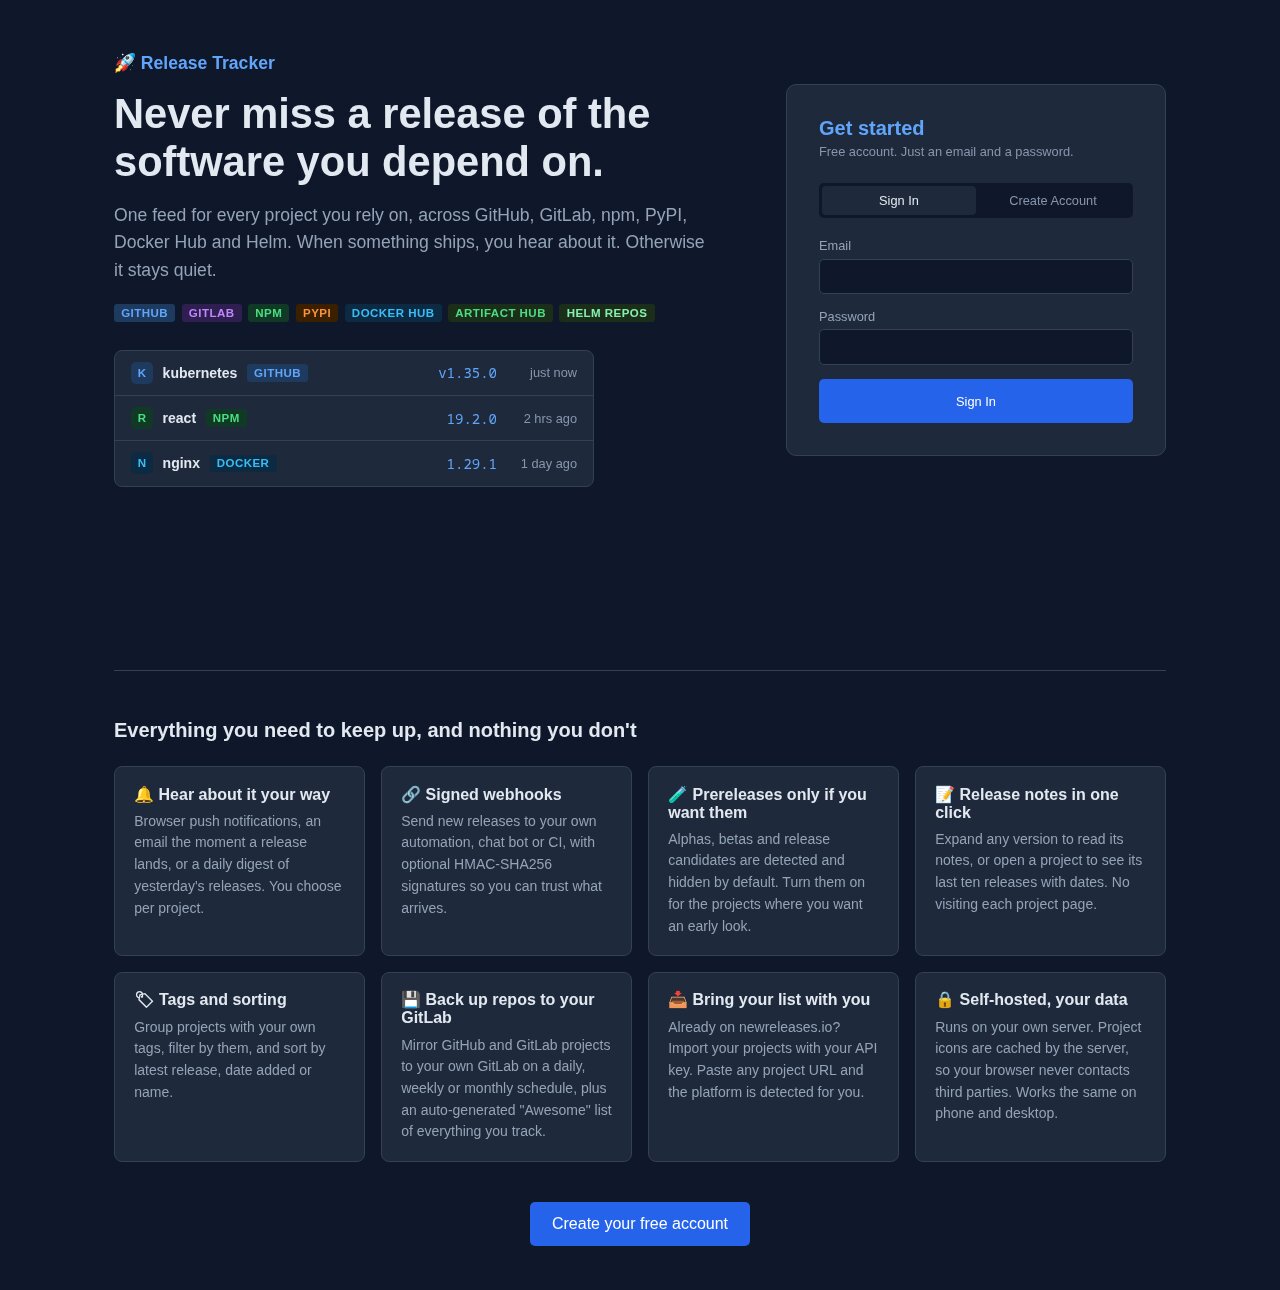 🚀 Release Tracker
Never miss a release of the
software you depend on.
One feed for every project you rely on, across GitHub, GitLab, npm, PyPI,
Docker Hub and Helm. When something ships, you hear about it. Otherwise
it stays quiet.
GITHUB GITLAB NPM PYPI DOCKER HUB ARTIFACT HUB HELM REPOS
K kubernetes GITHUB v1.35.0 just now
R react NPM 19.2.0 2 hrs ago
N nginx DOCKER 1.29.1 1 day ago
Get started
Free account. Just an email and a password.
Sign In Create Account
Email
Password
Sign In
Everything you need to keep up, and nothing you don't
🔔 Hear about it your way
Browser push notifications, an
email the moment a release
lands, or a daily digest of
yesterday's releases. You choose
per project.
🔗 Signed webhooks
Send new releases to your own
automation, chat bot or CI, with
optional HMAC-SHA256
signatures so you can trust what
arrives.
🧪 Prereleases only if you
want them
Alphas, betas and release
candidates are detected and
hidden by default. Turn them on
for the projects where you want
an early look.
📝 Release notes in one
click
Expand any version to read its
notes, or open a project to see its
last ten releases with dates. No
visiting each project page.
🏷 Tags and sorting
Group projects with your own
tags, filter by them, and sort by
latest release, date added or
name.
💾 Back up repos to your
GitLab
Mirror GitHub and GitLab projects
to your own GitLab on a daily,
weekly or monthly schedule, plus
an auto-generated "Awesome" list
of everything you track.
📥 Bring your list with you
Already on newreleases.io?
Import your projects with your API
key. Paste any project URL and
the platform is detected for you.
🔒 Self-hosted, your data
Runs on your own server. Project
icons are cached by the server,
so your browser never contacts
third parties. Works the same on
phone and desktop.
Create your free account